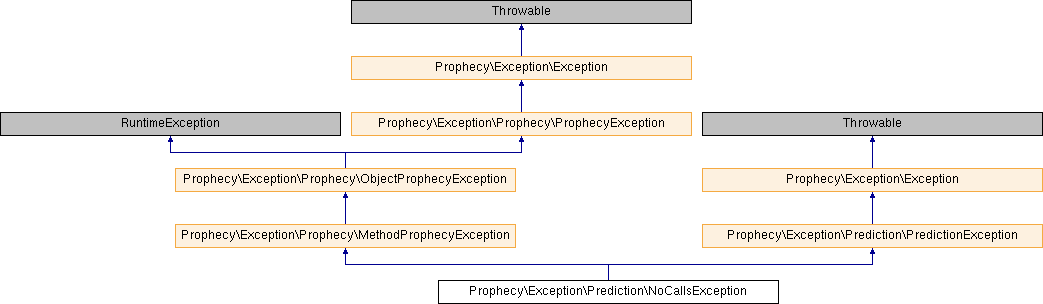 Throwable
Prophecy\Exception\Exception
RuntimeException
Prophecy\Exception\Prophecy\ProphecyException
Throwable
Prophecy\Exception\Prophecy\ObjectProphecyException
Prophecy\Exception\Exception
Prophecy\Exception\Prophecy\MethodProphecyException
Prophecy\Exception\Prediction\PredictionException
Prophecy\Exception\Prediction\NoCallsException